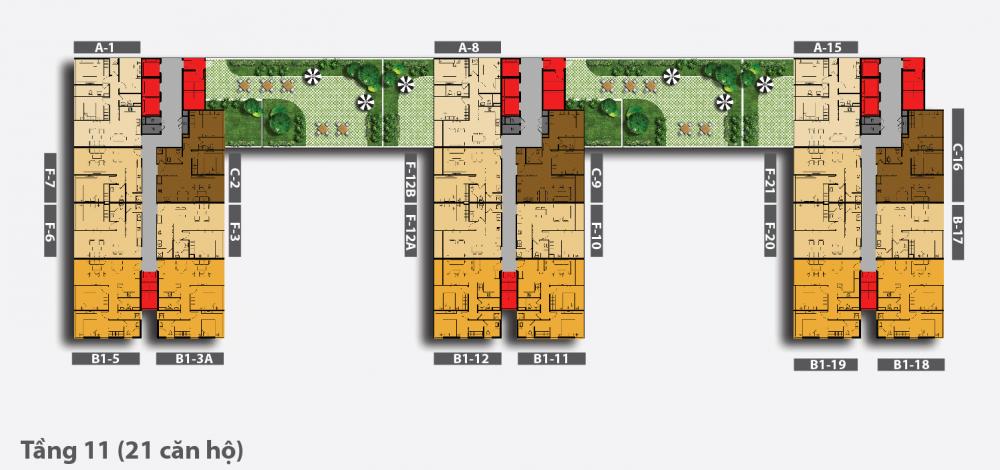 A-1
A-8
A-15
F-7
F-6
C-2
F-3
F-12B
F-12A
C-9
F-10
F-21
F-20
C-16
B-17
B1-5
B1-3A
B1-12
B1-11
B1-19
B1-18
Tầng 11 (21 căn hộ)